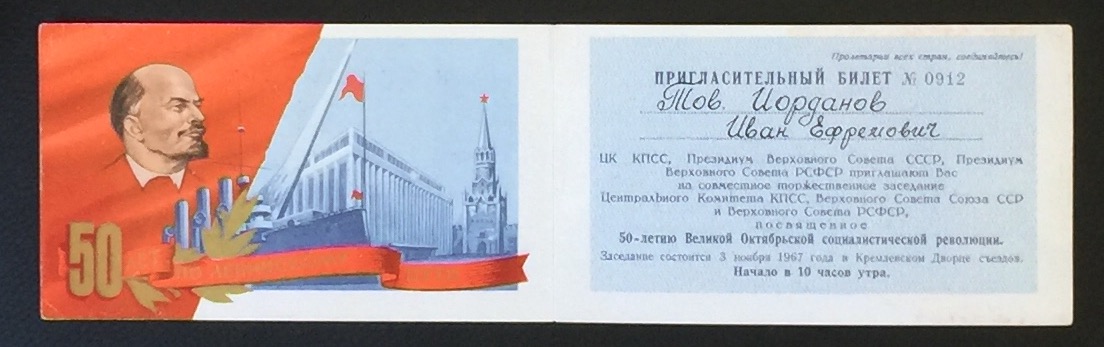 50 ЛЕТ ПО ЛЕНИНСКОМУ
Пролетарии всех стран, соединяйтесь!
ПРИГЛАСИТЕЛЬНЫЙ БИЛЕТ № 0912
Тов. Иорданов
Иван Ефремович
ЦК КПСС, Президиум Верховного Совета СССР, Президиум
Верховного Совета РСФСР приглашают Вас
на совместное торжественное заседание
Центрального Комитета КПСС, Верховного Совета Союза ССР
и Верховного Совета РСФСР,
посвященное
50-летию Великой Октябрьской социалистической революции.
Заседание состоится 3 ноября 1967 года в Кремлевском Дворце съездов.
Начало в 10 часов утра.